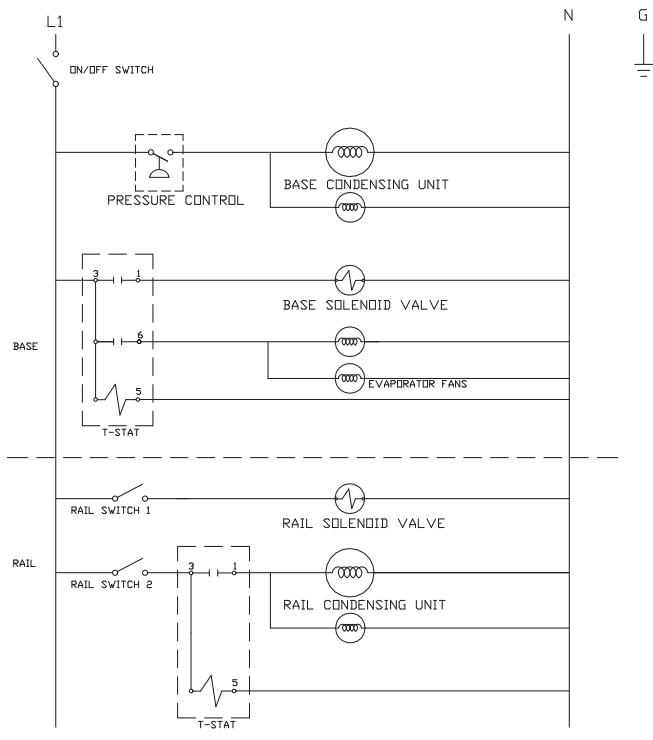 L1
N
G
ON/OFF SWITCH
PRESSURE CONTROL
BASE CONDENSING UNIT
3
1
BASE SOLENOID VALVE
6
BASE
EVAPORATOR FANS
5
T-STAT
RAIL SWITCH 1
RAIL SOLENOID VALVE
RAIL
3
1
RAIL SWITCH 2
RAIL CONDENSING UNIT
5
T-STAT